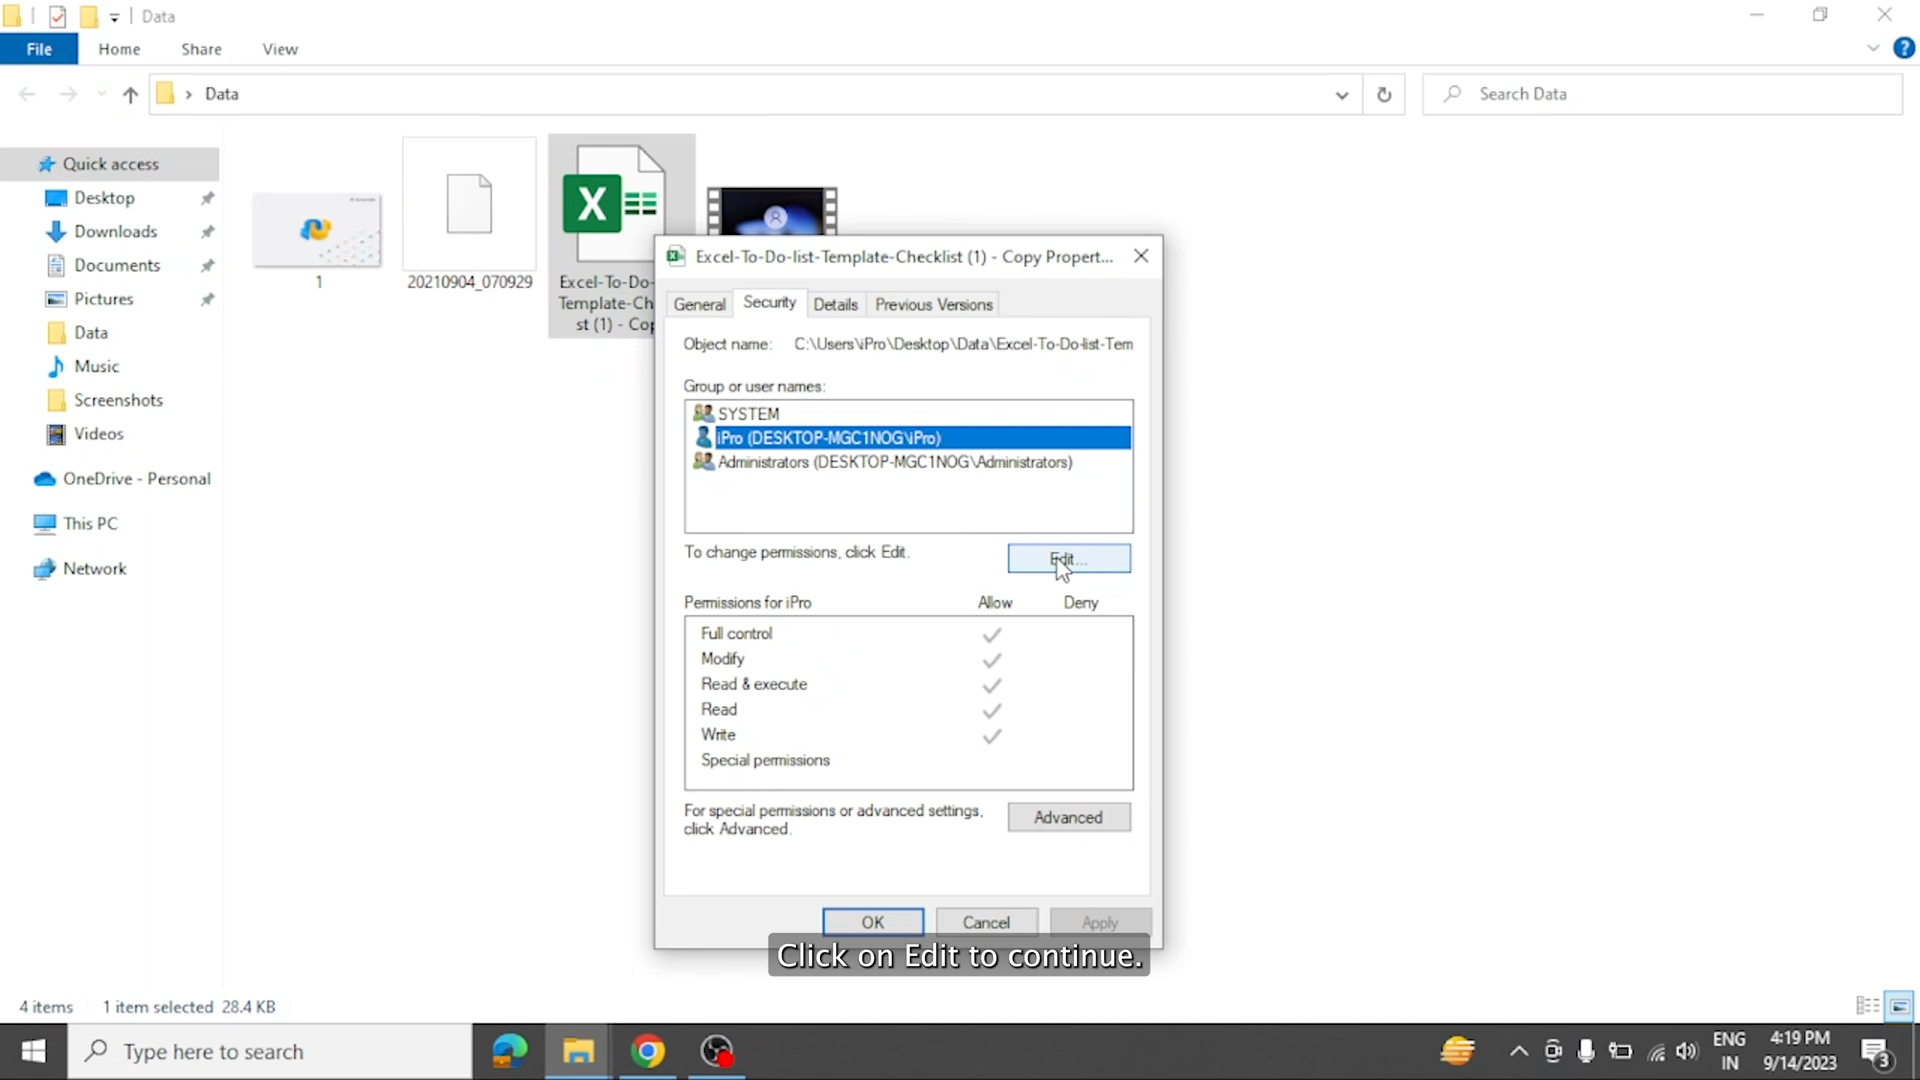 Data
File
Home
Share
View
Data
Search Data
Quick access
Desktop
Downloads
Documents
Pictures
Data
Music
Screenshots
Videos
OneDrive - Personal
This PC
Network
1
20210904_070929
X
Excel-To-Do-
Template-Ch
st (1) - Cop
Excel-To-Do-list-Template-Checklist (1) - Copy Propert...
General
Security
Details
Previous Versions
Object name: C:\Users\iPro\Desktop\Data\Excel-To-Do-list-Tem
Group or user names:
SYSTEM
iPro (DESKTOP-MGC1NOG\iPro)
Administrators (DESKTOP-MGC1NOG\Administrators)
To change permissions, click Edit.
Edit...
Permissions for iPro
Allow
Deny
Full control
Modify
Read & execute
Read
Write
Special permissions
For special permissions or advanced settings,
click Advanced.
Advanced
OK
Cancel
Apply
Click on Edit to continue.
4 items
1 item selected 28.4 KB
Type here to search
ENG
IN
4:19 PM
9/14/2023
3